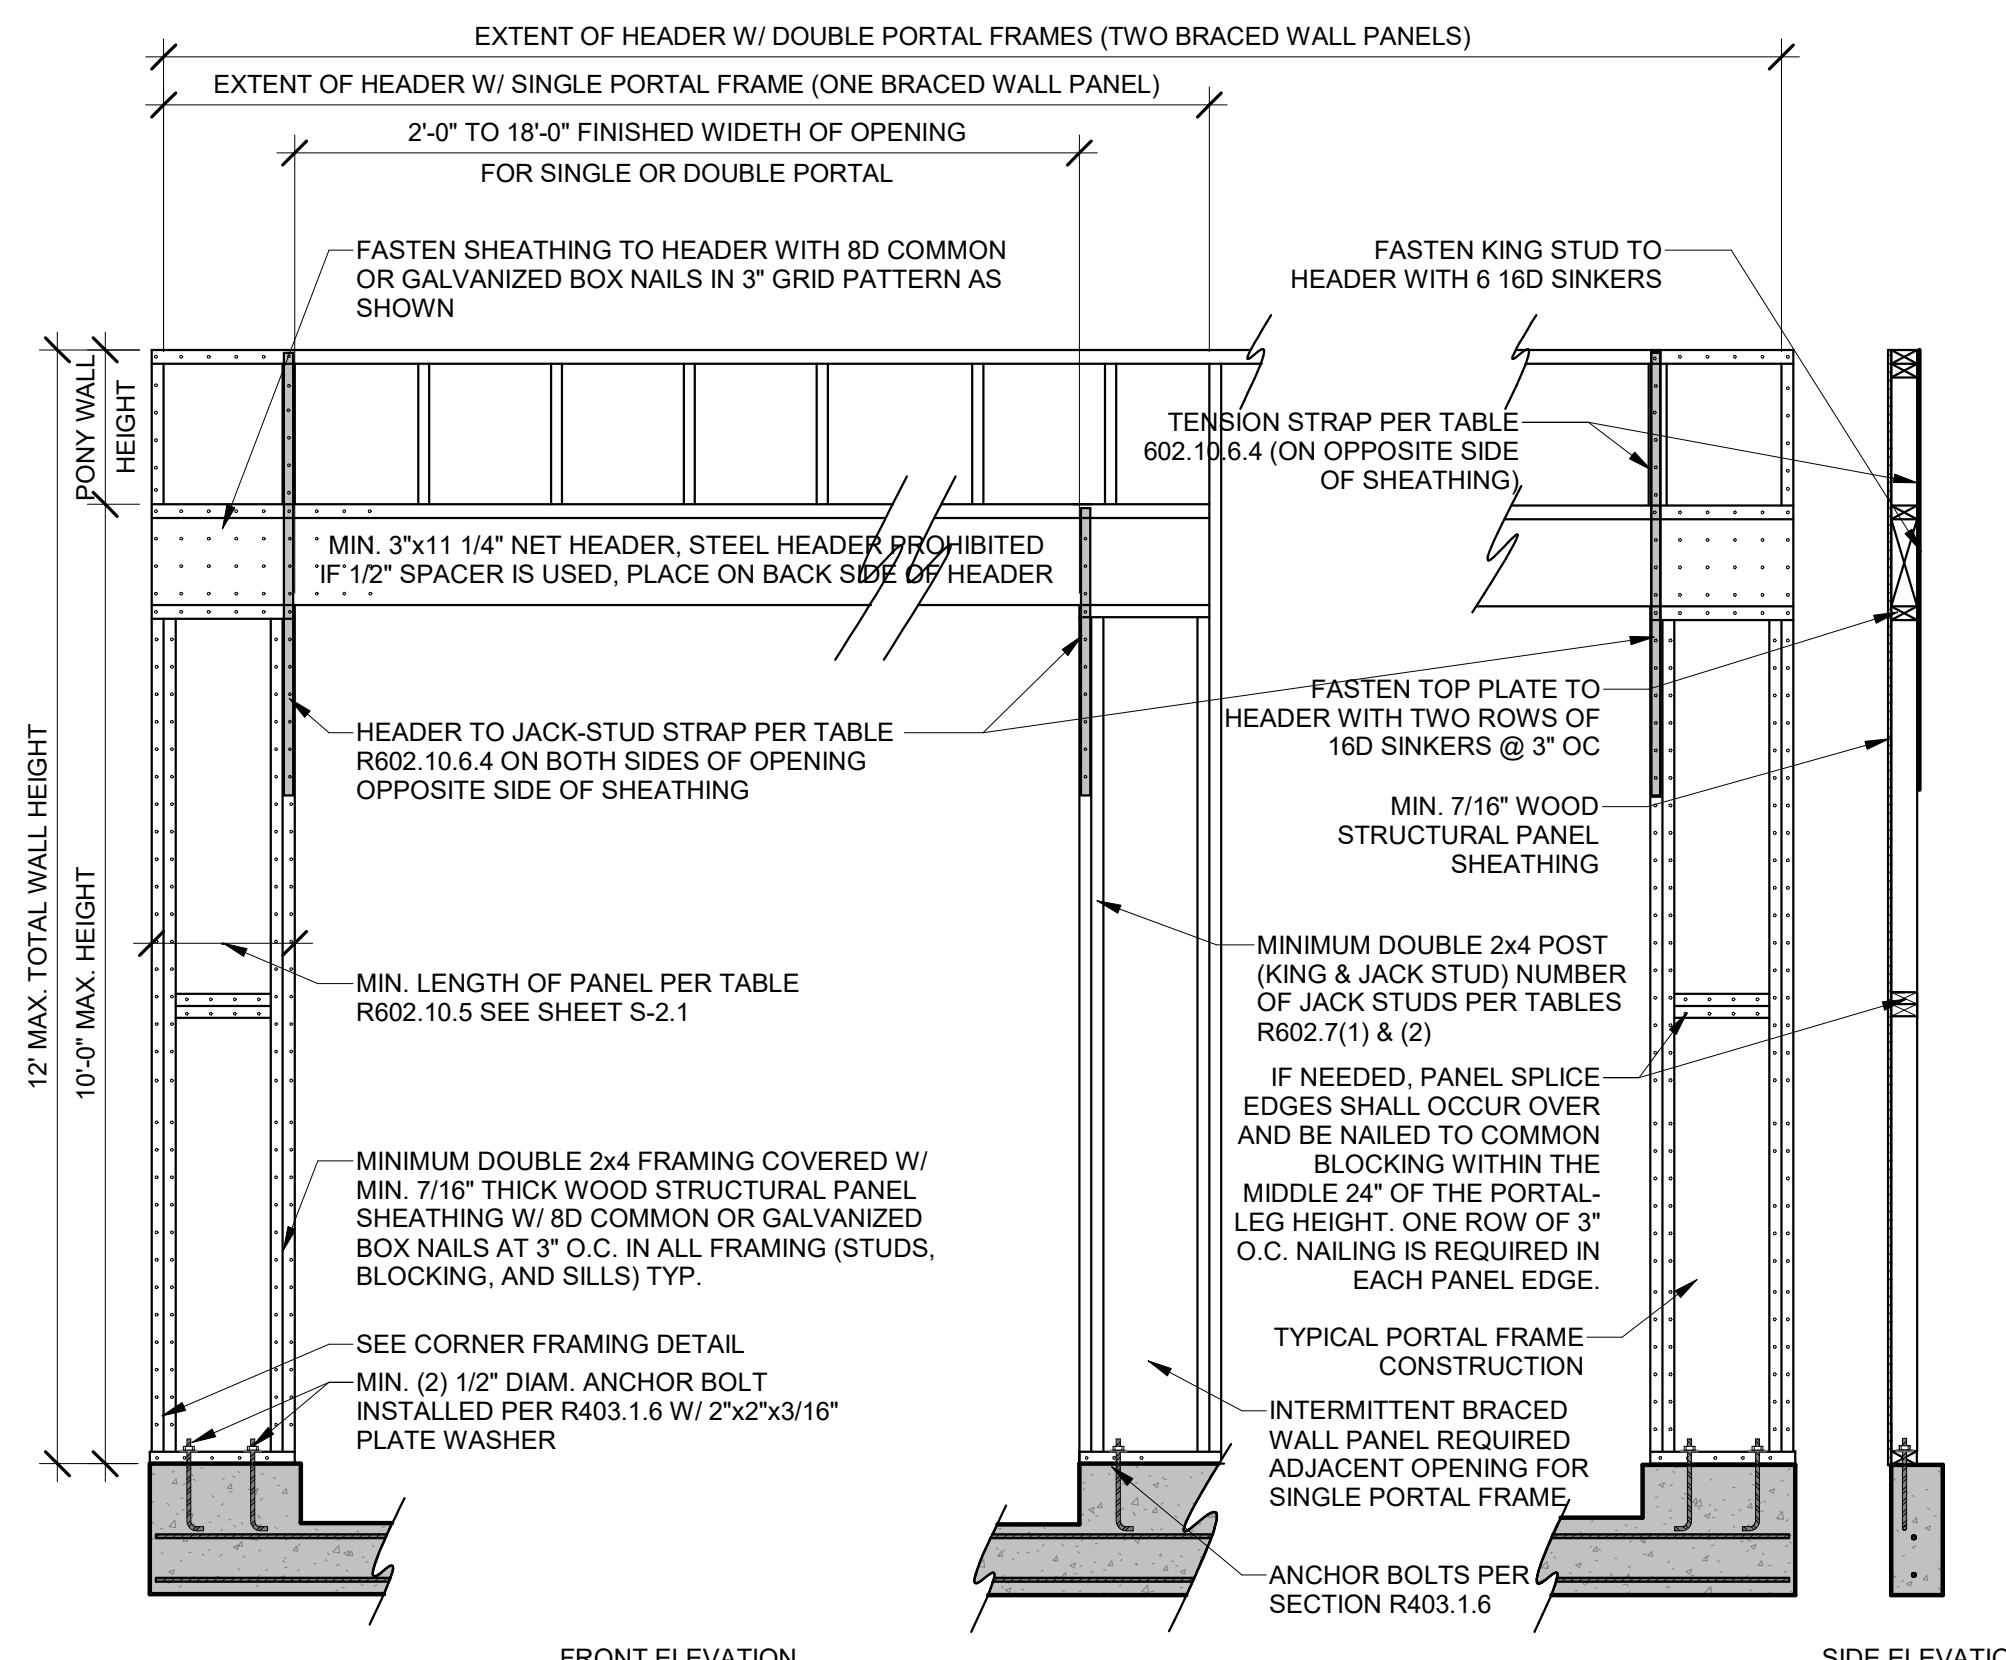 EXTENT OF HEADER W/ DOUBLE PORTAL FRAMES (TWO BRACED WALL PANELS)
EXTENT OF HEADER W/ SINGLE PORTAL FRAME (ONE BRACED WALL PANEL)
2'-0" TO 18'-0" FINISHED WIDETH OF OPENING
FOR SINGLE OR DOUBLE PORTAL
FASTEN SHEATHING TO HEADER WITH 8D COMMON
OR GALVANIZED BOX NAILS IN 3" GRID PATTERN AS
SHOWN
FASTEN KING STUD TO
HEADER WITH 6 16D SINKERS
PONY WALL
HEIGHT
TENSION STRAP PER TABLE
602.10.6.4 (ON OPPOSITE SIDE
OF SHEATHING)
MIN. 3"x11 1/4" NET HEADER, STEEL HEADER PROHIBITED
IF 1/2" SPACER IS USED, PLACE ON BACK SIDE OF HEADER
12' MAX. TOTAL WALL HEIGHT
10'-0" MAX. HEIGHT
HEADER TO JACK-STUD STRAP PER TABLE
R602.10.6.4 ON BOTH SIDES OF OPENING
OPPOSITE SIDE OF SHEATHING
FASTEN TOP PLATE TO
HEADER WITH TWO ROWS OF
16D SINKERS @ 3" OC
MIN. 7/16" WOOD
STRUCTURAL PANEL
SHEATHING
MIN. LENGTH OF PANEL PER TABLE
R602.10.5 SEE SHEET S-2.1
MINIMUM DOUBLE 2x4 POST
(KING & JACK STUD) NUMBER
OF JACK STUDS PER TABLES
R602.7(1) & (2)
IF NEEDED, PANEL SPLICE
EDGES SHALL OCCUR OVER
AND BE NAILED TO COMMON
BLOCKING WITHIN THE
MIDDLE 24" OF THE PORTAL-
LEG HEIGHT. ONE ROW OF 3"
O.C. NAILING IS REQUIRED IN
EACH PANEL EDGE.
MINIMUM DOUBLE 2x4 FRAMING COVERED W/
MIN. 7/16" THICK WOOD STRUCTURAL PANEL
SHEATHING W/ 8D COMMON OR GALVANIZED
BOX NAILS AT 3" O.C. IN ALL FRAMING (STUDS,
BLOCKING, AND SILLS) TYP.
SEE CORNER FRAMING DETAIL
MIN. (2) 1/2" DIAM. ANCHOR BOLT
INSTALLED PER R403.1.6 W/ 2"x2"x3/16"
PLATE WASHER
TYPICAL PORTAL FRAME
CONSTRUCTION
INTERMITTENT BRACED
WALL PANEL REQUIRED
ADJACENT OPENING FOR
SINGLE PORTAL FRAME
ANCHOR BOLTS PER
SECTION R403.1.6
FRONT ELEVATION
SIDE ELEVATIO